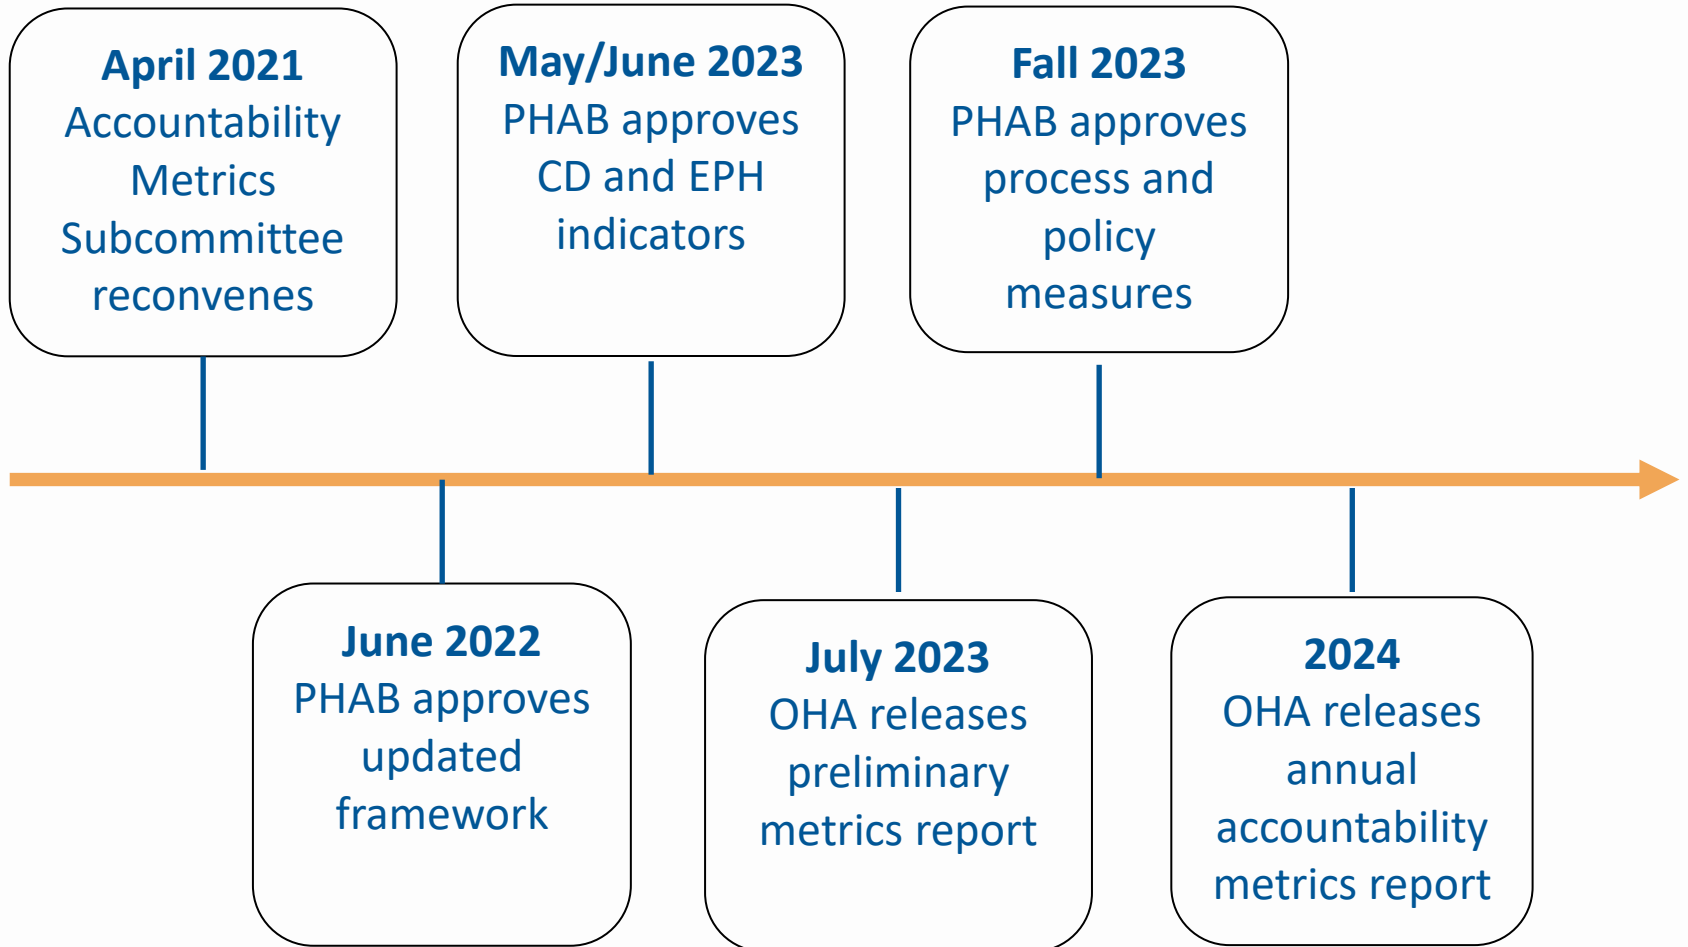 April 2021
Accountability
Metrics
Subcommittee
reconvenes
May/June 2023
PHAB approves
CD and EPH
indicators
Fall 2023
PHAB approves
process and
policy
measures
June 2022
PHAB approves
updated
framework
July 2023
OHA releases
preliminary
metrics report
2024
OHA releases
annual
accountability
metrics report